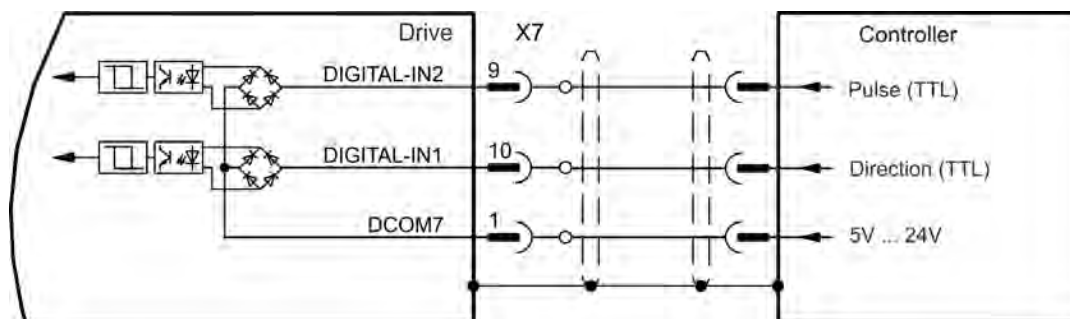 Drive X7 Controller
DIGITAL-IN2 9 Pulse (TTL)
DIGITAL-IN1 10 Direction (TTL)
DCOM7 1 5V ... 24V